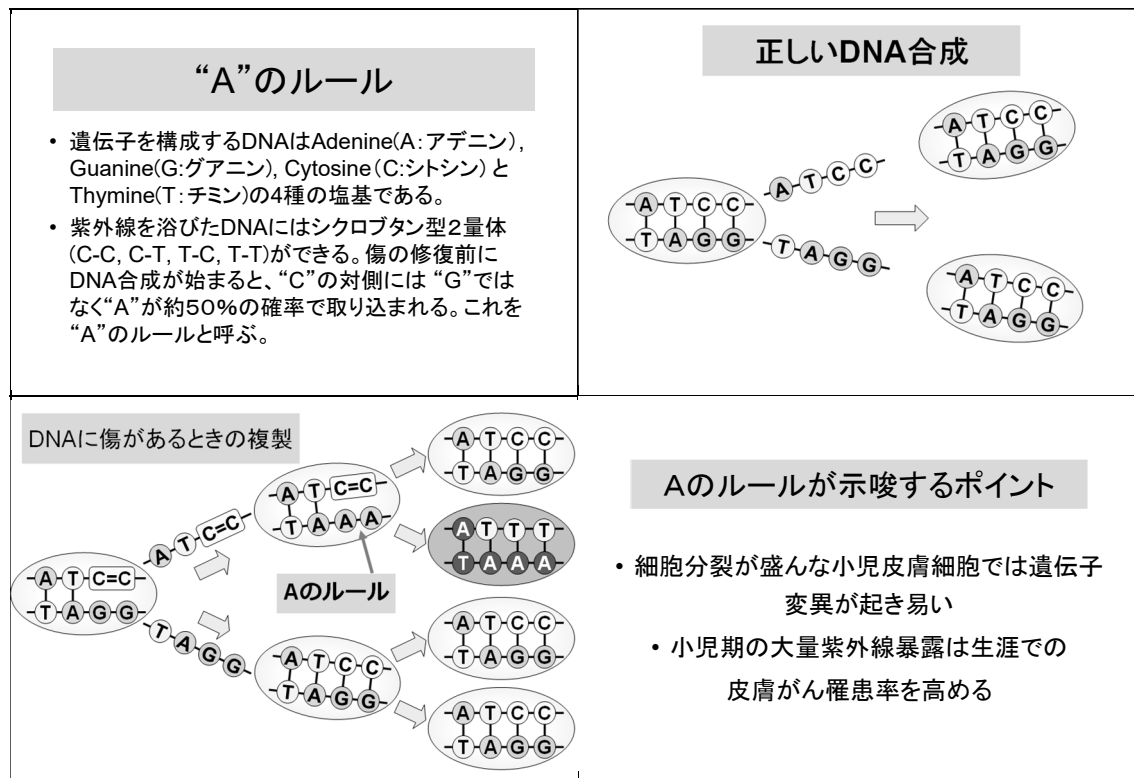 “A”のルール
• 遺伝子を構成するDNAはAdenine(A：アデニン),
Guanine(G:グアニン), Cytosine（C:シトシン）と
Thymine(T：チミン)の4種の塩基である。
• 紫外線を浴びたDNAにはシクロブタン型２量体
(C-C, C-T, T-C, T-T)ができる。傷の修復前に
DNA合成が始まると、“C”の対側には “G”では
なく“A”が約50％の確率で取り込まれる。これを
“A”のルールと呼ぶ。
正しいDNA合成
A T C C
T A G G
A T C C
T A G G
A T C C
T A G G
A T C C
T A G G
DNAに傷があるときの複製
A T C=C
T A G G
A T C=C
T A G G
A T C=C
T A A A
Aのルール
A T C C
T A G G
A T C C
T A G G
A T T T
T A A A
A T C C
T A G G
A T C C
T A G G
Aのルールが示唆するポイント
• 細胞分裂が盛んな小児皮膚細胞では遺伝子
変異が起き易い
• 小児期の大量紫外線暴露は生涯での
皮膚がん罹患率を高める